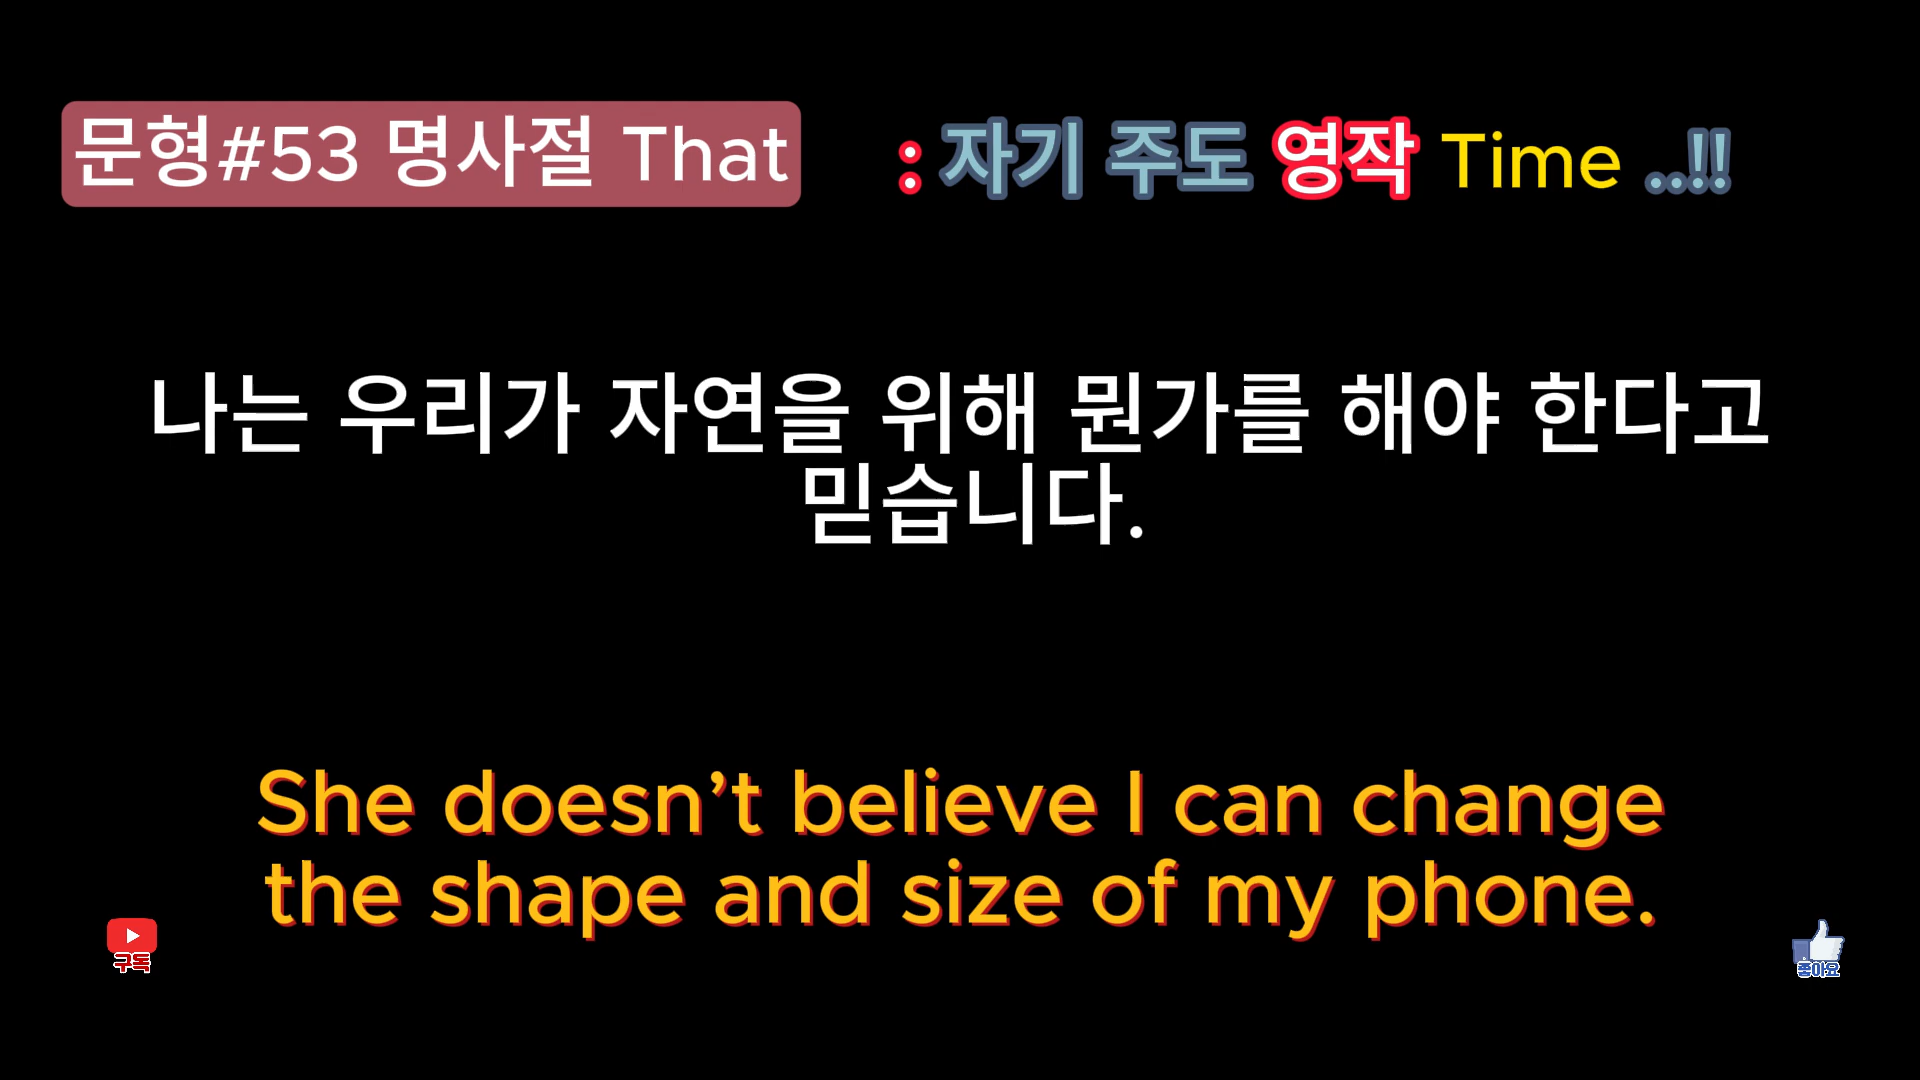 문형#53 명사절 That : 자기 주도 영작 Time ..!!
나는 우리가 자연을 위해 뭔가를 해야 한다고
믿습니다.
She doesn’t believe I can change
the shape and size of my phone.
구독
좋아요